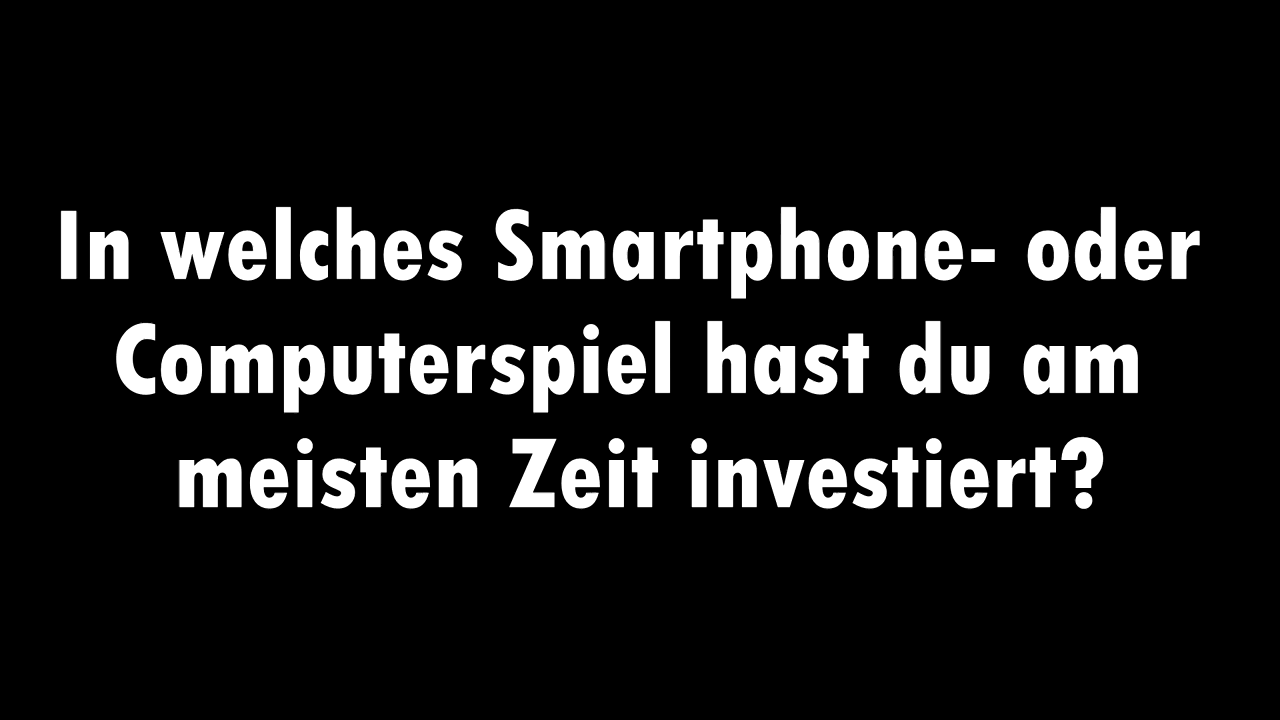 In welches Smartphone- oder
Computerspiel hast du am
meisten Zeit investiert?